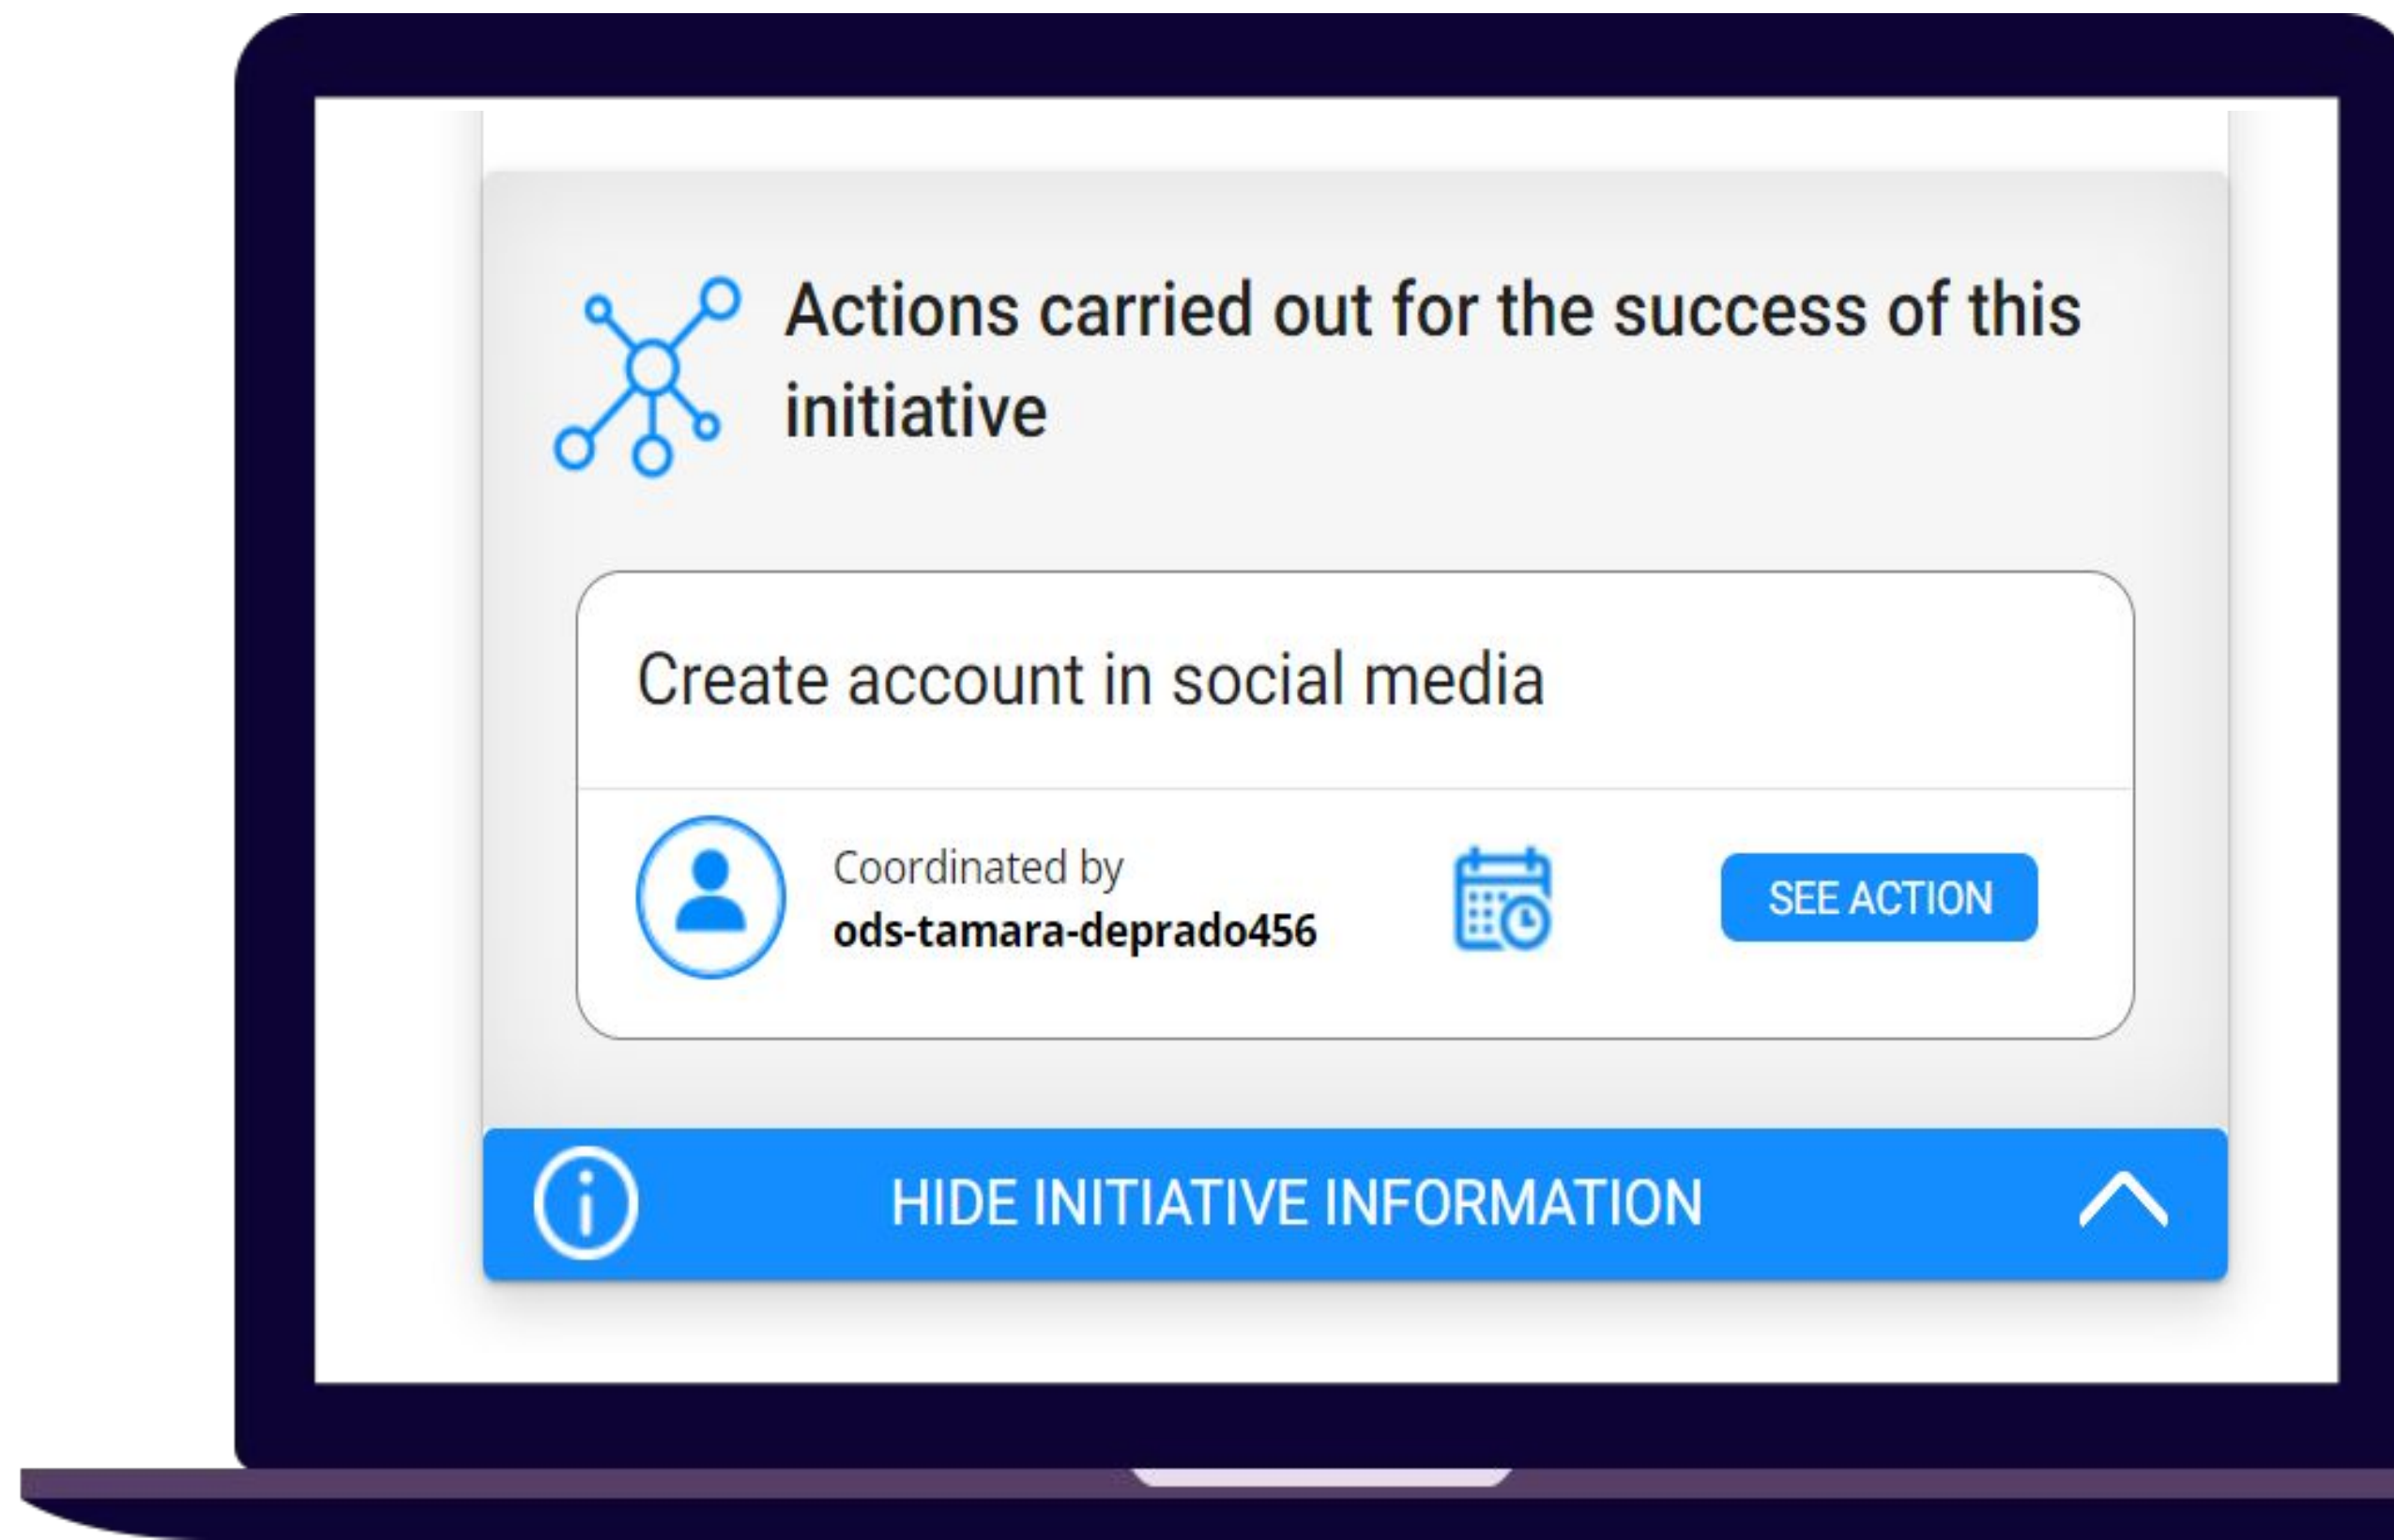 Actions carried out for the success of this
initiative
Create account in social media
Coordinated by
ods-tamara-deprado456
SEE ACTION
HIDE INITIATIVE INFORMATION